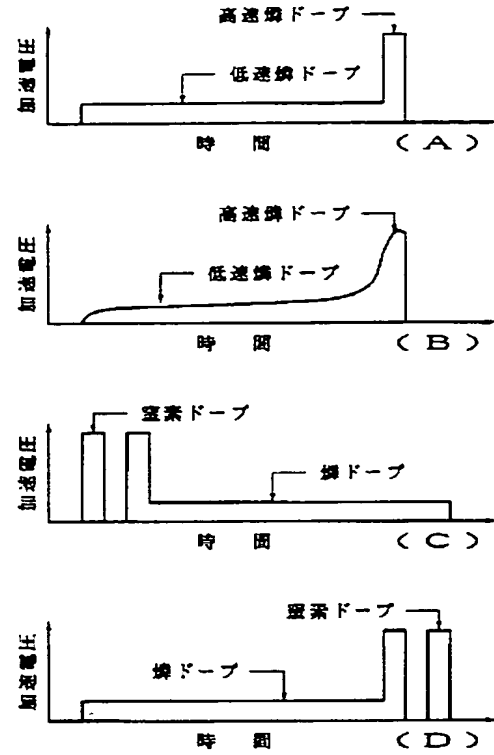 高速燐ドープ
低速燐ドープ
加速電圧
時 間
(A)
高速燐ドープ
低速燐ドープ
加速電圧
時 間
(B)
窒素ドープ
燐ドープ
加速電圧
時 間
(C)
窒素ドープ
燐ドープ
加速電圧
時 間
(D)